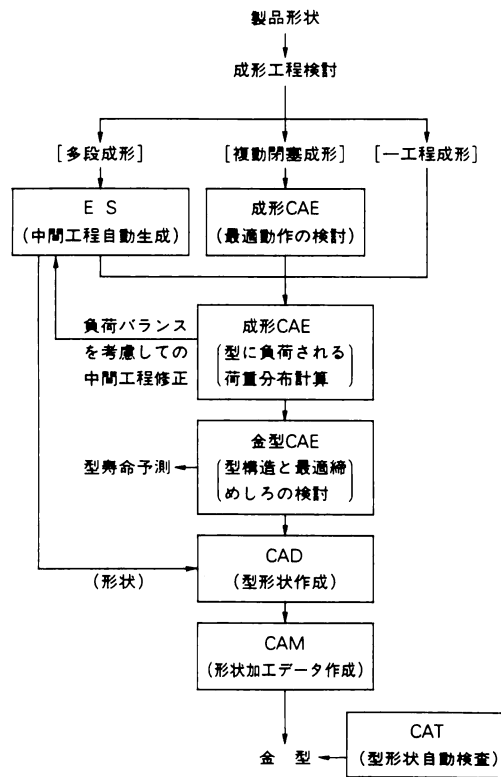 製品形状
成形工程検討
[多段成形]
[複動閉塞成形]
[一工程成形]
E S
(中間工程自動生成)
成形CAE
(最適動作の検討)
負荷バランス
を考慮しての
中間工程修正
成形CAE
(型に負荷される
荷重分布計算)
金型CAE
(型構造と最適締
めしろの検討)
型寿命予測
CAD
(型形状作成)
(形状)
CAM
(形状加工データ作成)
金 型
CAT
(型形状自動検査)